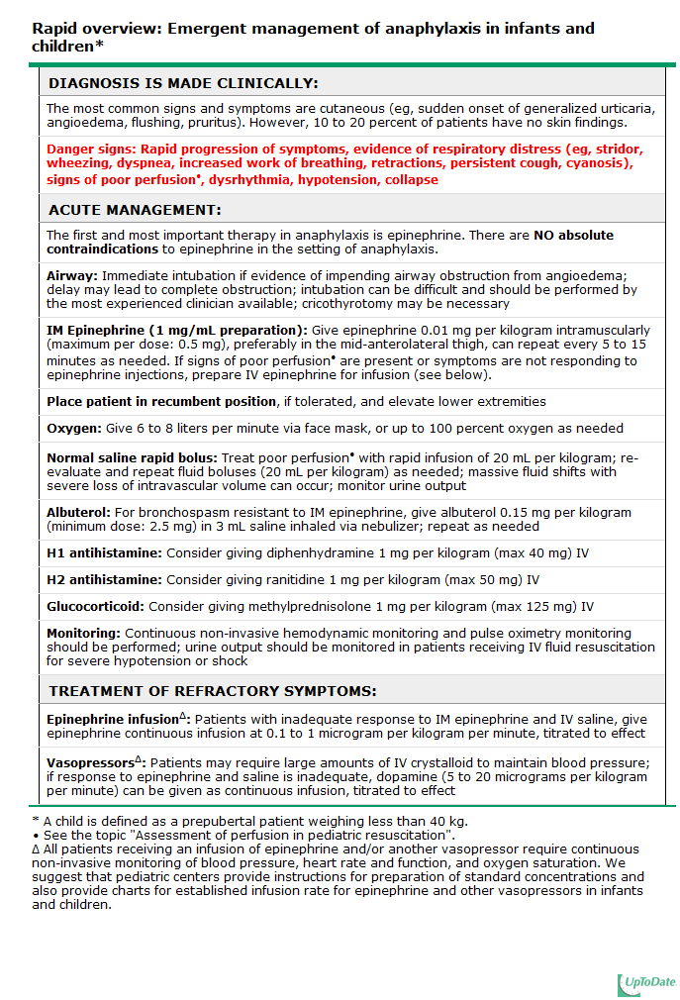 Rapid overview: Emergent management of anaphylaxis in infants and
children*
DIAGNOSIS IS MADE CLINICALLY:
The most common signs and symptoms are cutaneous (eg, sudden onset of generalized urticaria,
angioedema, flushing, pruritus). However, 10 to 20 percent of patients have no skin findings.
Danger signs: Rapid progression of symptoms, evidence of respiratory distress (eg, stridor,
wheezing, dyspnea, increased work of breathing, retractions, persistent cough, cyanosis),
signs of poor perfusion•, dysrhythmia, hypotension, collapse
ACUTE MANAGEMENT:
The first and most important therapy in anaphylaxis is epinephrine. There are NO absolute
contraindications to epinephrine in the setting of anaphylaxis.
Airway: Immediate intubation if evidence of impending airway obstruction from angioedema;
delay may lead to complete obstruction; intubation can be difficult and should be performed by
the most experienced clinician available; cricothyrotomy may be necessary
IM Epinephrine (1 mg/mL preparation): Give epinephrine 0.01 mg per kilogram intramuscularly
(maximum per dose: 0.5 mg), preferably in the mid-anterolateral thigh, can repeat every 5 to 15
minutes as needed. If signs of poor perfusion• are present or symptoms are not responding to
epinephrine injections, prepare IV epinephrine for infusion (see below).
Place patient in recumbent position, if tolerated, and elevate lower extremities
Oxygen: Give 6 to 8 liters per minute via face mask, or up to 100 percent oxygen as needed
Normal saline rapid bolus: Treat poor perfusion• with rapid infusion of 20 mL per kilogram; re-
evaluate and repeat fluid boluses (20 mL per kilogram) as needed; massive fluid shifts with
severe loss of intravascular volume can occur; monitor urine output
Albuterol: For bronchospasm resistant to IM epinephrine, give albuterol 0.15 mg per kilogram
(minimum dose: 2.5 mg) in 3 mL saline inhaled via nebulizer; repeat as needed
H1 antihistamine: Consider giving diphenhydramine 1 mg per kilogram (max 40 mg) IV
H2 antihistamine: Consider giving ranitidine 1 mg per kilogram (max 50 mg) IV
Glucocorticoid: Consider giving methylprednisolone 1 mg per kilogram (max 125 mg) IV
Monitoring: Continuous non-invasive hemodynamic monitoring and pulse oximetry monitoring
should be performed; urine output should be monitored in patients receiving IV fluid resuscitation
for severe hypotension or shock
TREATMENT OF REFRACTORY SYMPTOMS:
Epinephrine infusionΔ: Patients with inadequate response to IM epinephrine and IV saline, give
epinephrine continuous infusion at 0.1 to 1 microgram per kilogram per minute, titrated to effect
VasopressorsΔ: Patients may require large amounts of IV crystalloid to maintain blood pressure;
if response to epinephrine and saline is inadequate, dopamine (5 to 20 micrograms per kilogram
per minute) can be given as continuous infusion, titrated to effect
* A child is defined as a prepubertal patient weighing less than 40 kg.
• See the topic "Assessment of perfusion in pediatric resuscitation".
Δ All patients receiving an infusion of epinephrine and/or another vasopressor require continuous
non-invasive monitoring of blood pressure, heart rate and function, and oxygen saturation. We
suggest that pediatric centers provide instructions for preparation of standard concentrations and
also provide charts for established infusion rate for epinephrine and other vasopressors in infants
and children.
UpToDate